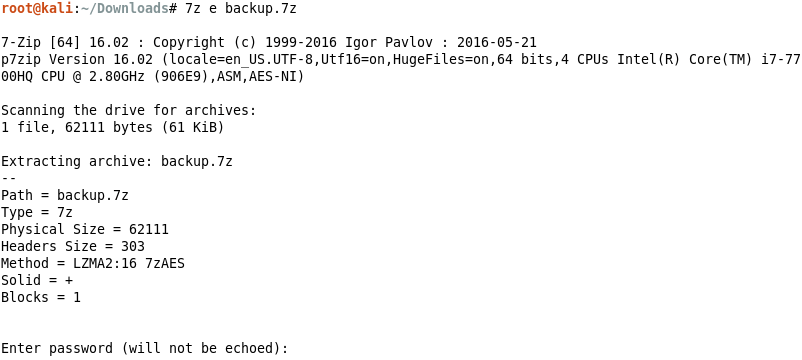 root@kali:~/Downloads# 7z e backup.7z
7-Zip [64] 16.02 : Copyright (c) 1999-2016 Igor Pavlov : 2016-05-21
p7zip Version 16.02 (locale=en_US.UTF-8,Utf16=on,HugeFiles=on,64 bits,4 CPUs Intel(R) Core(TM) i7-77
00HQ CPU @ 2.80GHz (906E9),ASM,AES-NI)
Scanning the drive for archives:
1 file, 62111 bytes (61 KiB)
Extracting archive: backup.7z
--
Path = backup.7z
Type = 7z
Physical Size = 62111
Headers Size = 303
Method = LZMA2:16 7zAES
Solid = +
Blocks = 1
Enter password (will not be echoed):